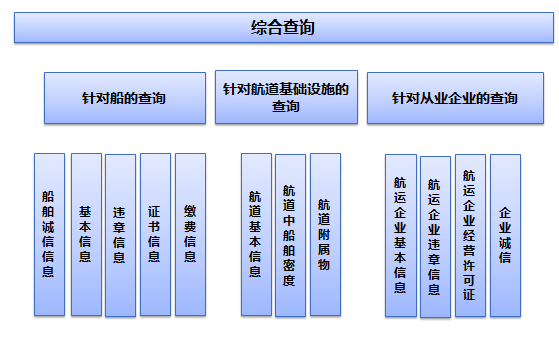 综合查询
针对船的查询
针对航道基础设施的
查询
针对从业企业的查询
船舶诚信信息
基本信息
违章信息
证书信息
缴费信息
航道基本信息
航道中船舶密度
航道附属物
航运企业基本信息
航运企业违章信息
航运企业经营许可证
企业诚信